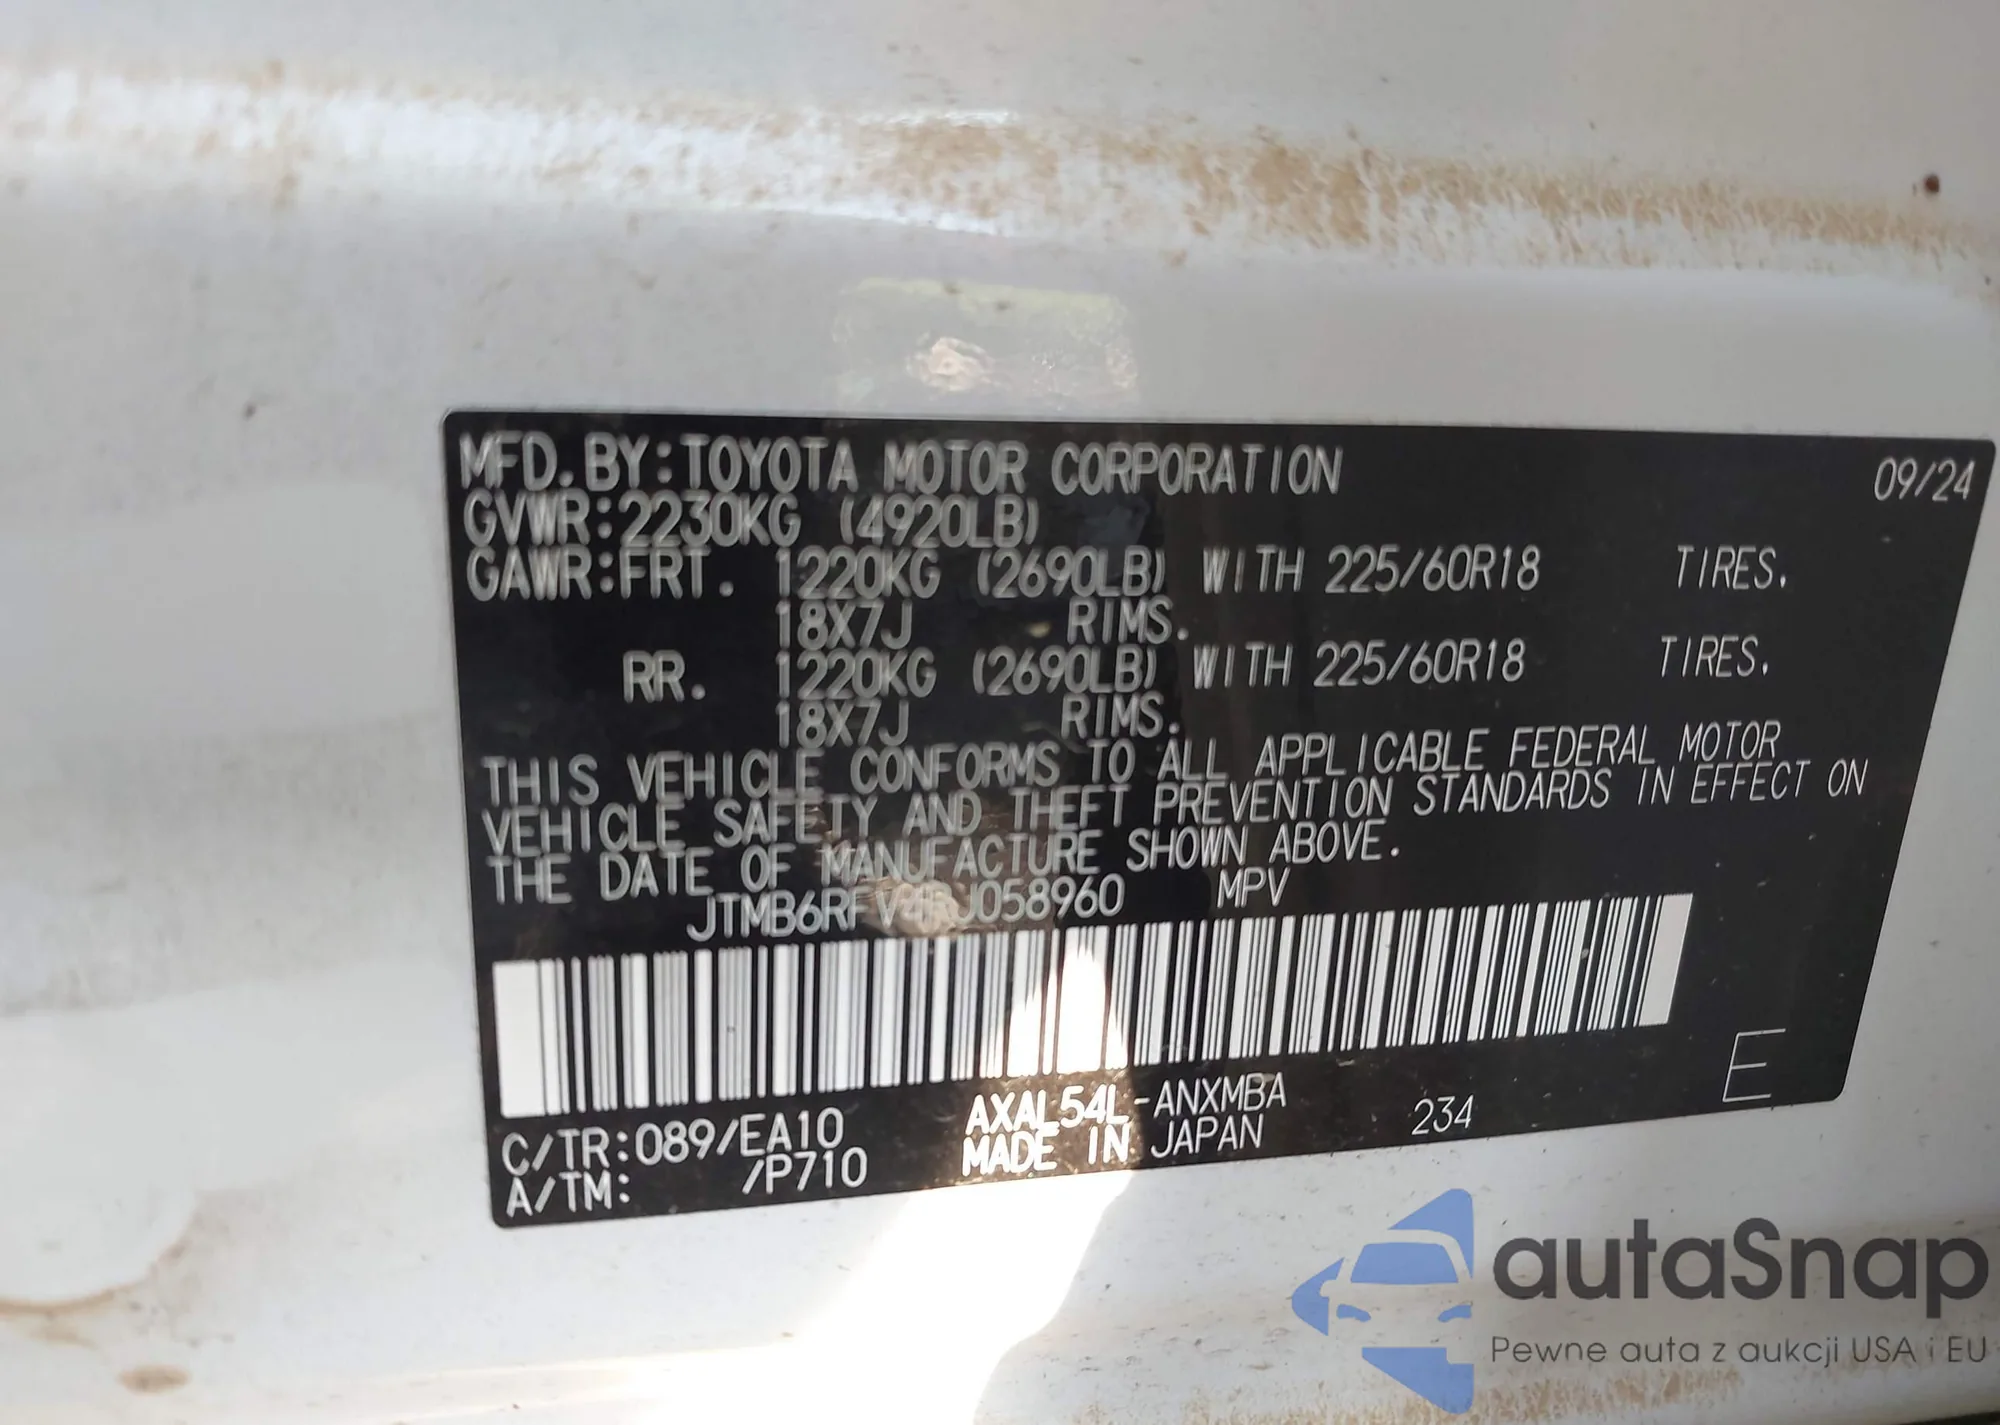 MFD. BY: TOYOTA MOTOR CORPORATION 09/24
GVWR: 2230KG (4920LB)
GAWR: FRT. 1220KG (2690LB) WITH 225/60R18 TIRES.
18X7J RIMS.
RR. 1220KG (2690LB) WITH 225/60R18 TIRES.
18X7J RIMS.
THIS VEHICLE CONFORMS TO ALL APPLICABLE FEDERAL MOTOR
VEHICLE SAFETY AND THEFT PREVENTION STANDARDS IN EFFECT ON
THE DATE OF MANUFACTURE SHOWN ABOVE.
JTMB6RFV4RJ058960 MPV
C/TR: 089/EA10 AXAL54L-ANXMBA 234 E
A/TM: /P710 MADE IN JAPAN
autaSnap
Pewne auta z aukcji USA i EU